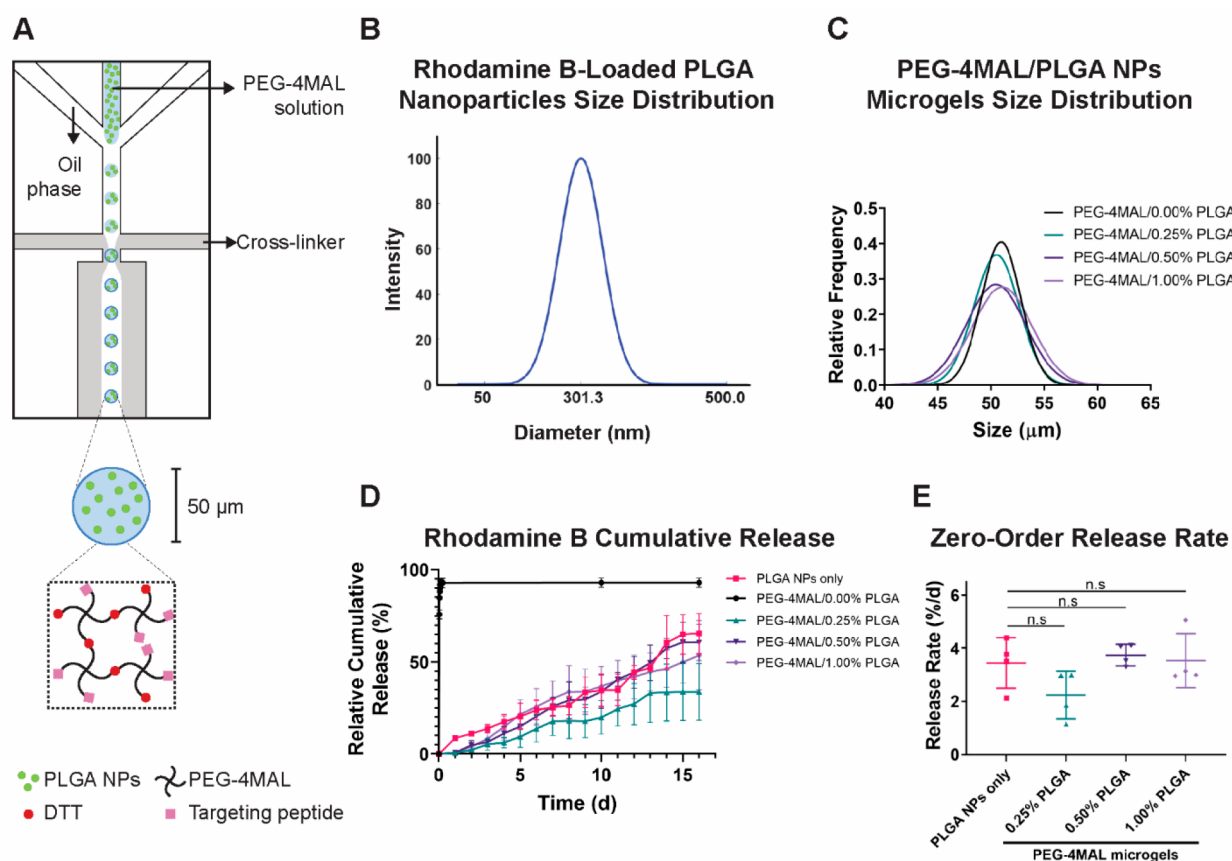 A
PEG-4MAL
solution
Oil
phase
Cross-linker
50 µm
PLGA NPs
PEG-4MAL
DTT
Targeting peptide
B
Rhodamine B-Loaded PLGA
Nanoparticles Size Distribution
Intensity
100
80
60
40
20
0
50
301.3
500.0
Diameter (nm)
C
PEG-4MAL/PLGA NPs
Microgels Size Distribution
Relative Frequency
0.5
0.4
0.3
0.2
0.1
0.0
40
45
50
55
60
65
Size (µm)
PEG-4MAL/0.00% PLGA
PEG-4MAL/0.25% PLGA
PEG-4MAL/0.50% PLGA
PEG-4MAL/1.00% PLGA
D
Rhodamine B Cumulative Release
Relative Cumulative
Release (%)
100
50
0
0
5
10
15
Time (d)
PLGA NPs only
PEG-4MAL/0.00% PLGA
PEG-4MAL/0.25% PLGA
PEG-4MAL/0.50% PLGA
PEG-4MAL/1.00% PLGA
E
Zero-Order Release Rate
Release Rate (%/d)
6
4
2
0
n.s
n.s
n.s
PLGA NPs only
0.25% PLGA
0.50% PLGA
1.00% PLGA
PEG-4MAL microgels